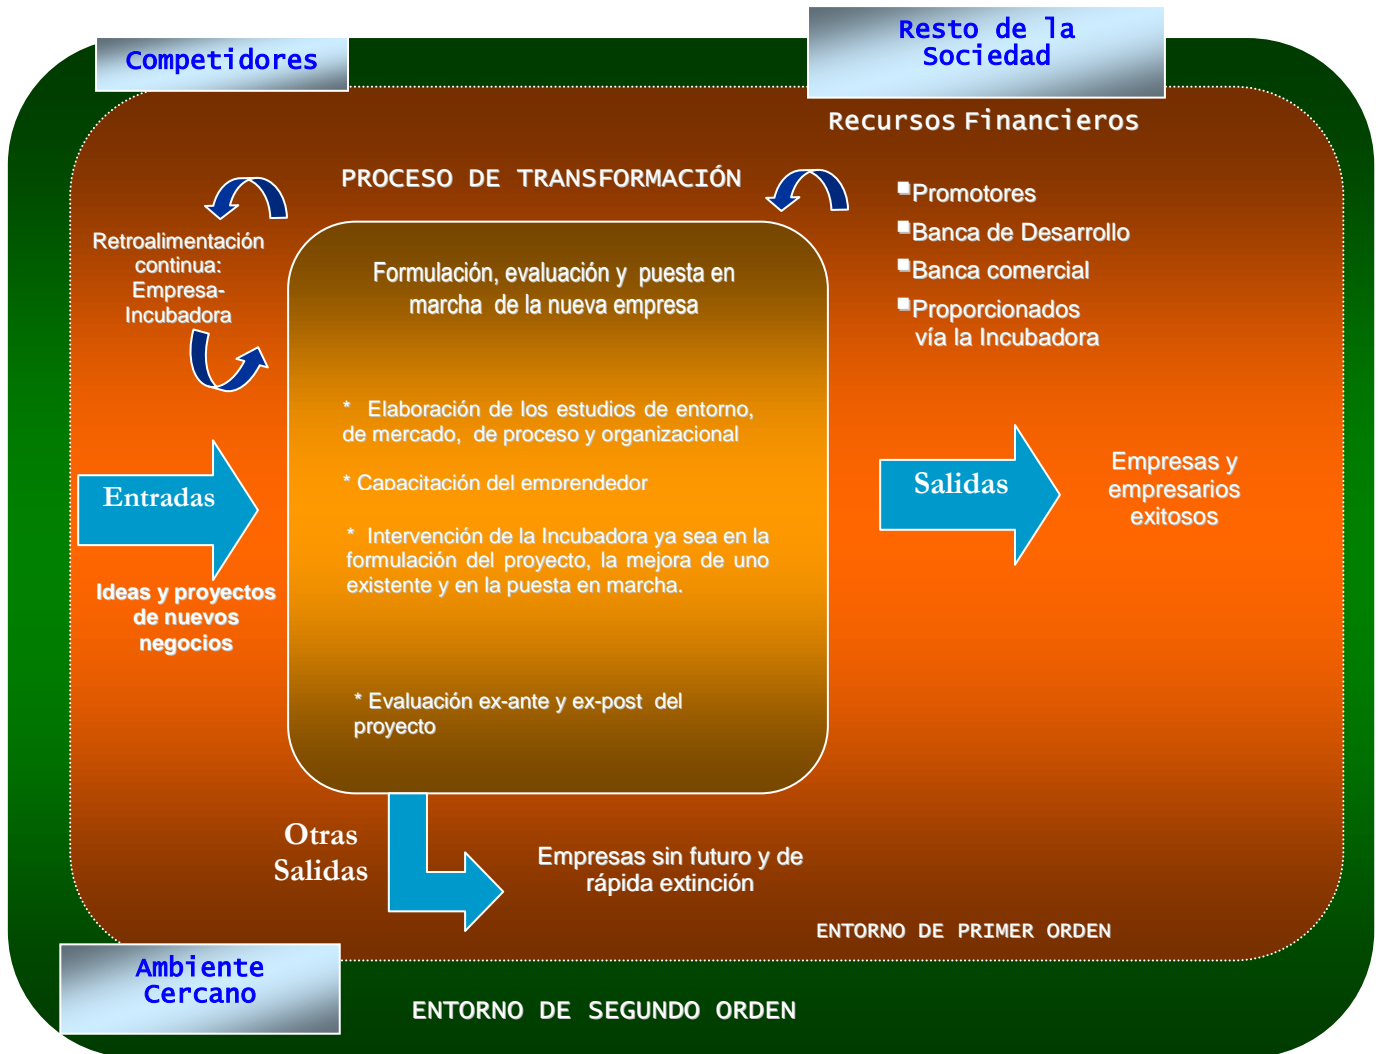 Competidores
Resto de la
Sociedad
Recursos Financieros
PROCESO DE TRANSFORMACIÓN
Promotores
Banca de Desarrollo
Banca comercial
Proporcionados
vía la Incubadora
Retroalimentación
continua:
Empresa-
Incubadora
Formulación, evaluación y puesta en
marcha de la nueva empresa
* Elaboración de los estudios de entorno,
de mercado, de proceso y organizacional
* Capacitación del emprendedor
* Intervención de la Incubadora ya sea en la
formulación del proyecto, la mejora de uno
existente y en la puesta en marcha.
* Evaluación ex-ante y ex-post del
proyecto
Entradas
Ideas y proyectos
de nuevos
negocios
Salidas
Empresas y
empresarios
exitosos
Otras
Salidas
Empresas sin futuro y de
rápida extinción
ENTORNO DE PRIMER ORDEN
Ambiente
Cercano
ENTORNO DE SEGUNDO ORDEN